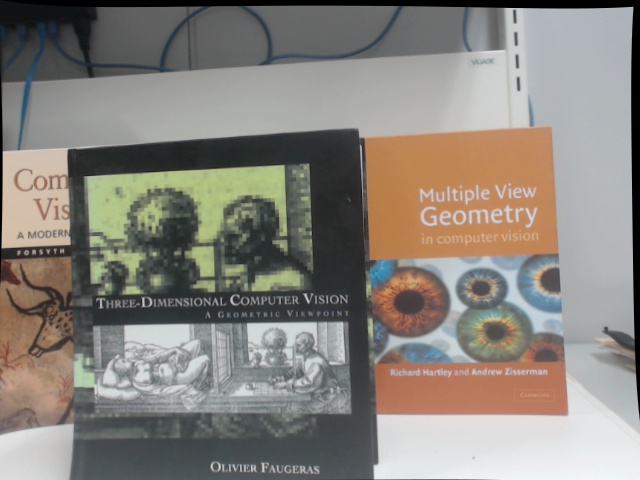 Com
Vis
A MODERN
FORSYTH
THREE-DIMENSIONAL COMPUTER VISION
A GEOMETRIC VIEWPOINT
OLIVIER FAUGERAS
Multiple View
Geometry
in computer vision
Richard Hartley and Andrew Zisserman
CAMBRIDGE